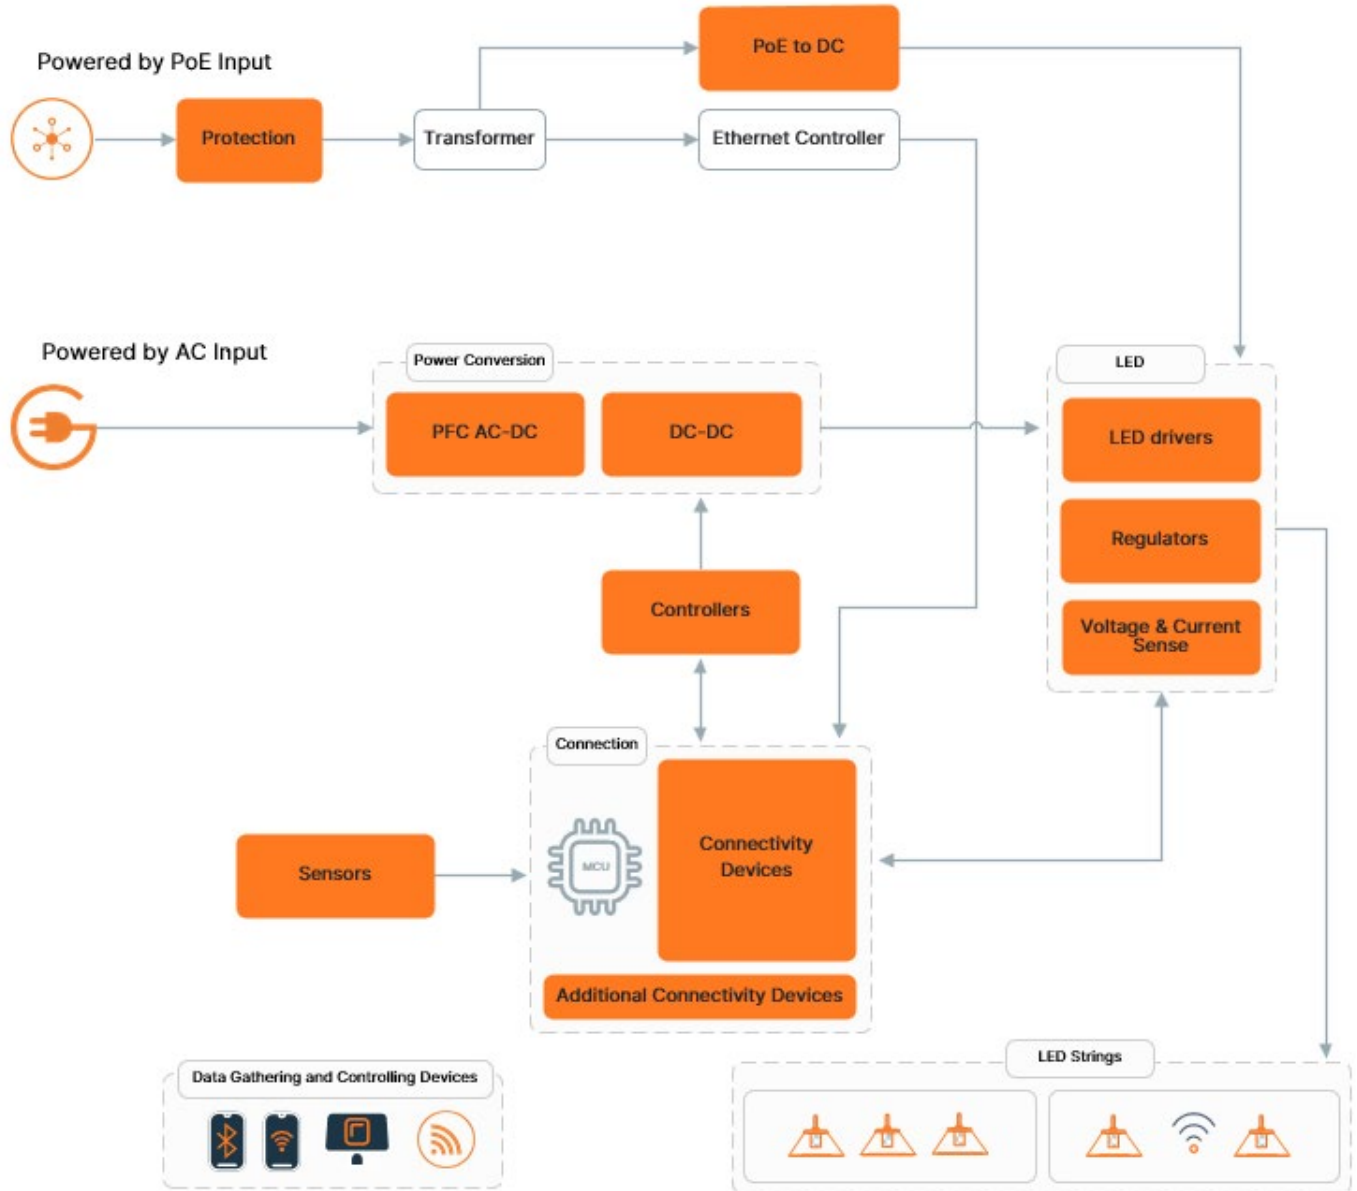 Powered by PoE Input
PoE to DC
Protection
Transformer
Ethernet Controller
Powered by AC Input
Power Conversion
PFC AC-DC
DC-DC
LED
LED drivers
Regulators
Voltage & Current
Sense
Controllers
Connection
MCU
Connectivity
Devices
Additional Connectivity Devices
Sensors
Data Gathering and Controlling Devices
LED Strings